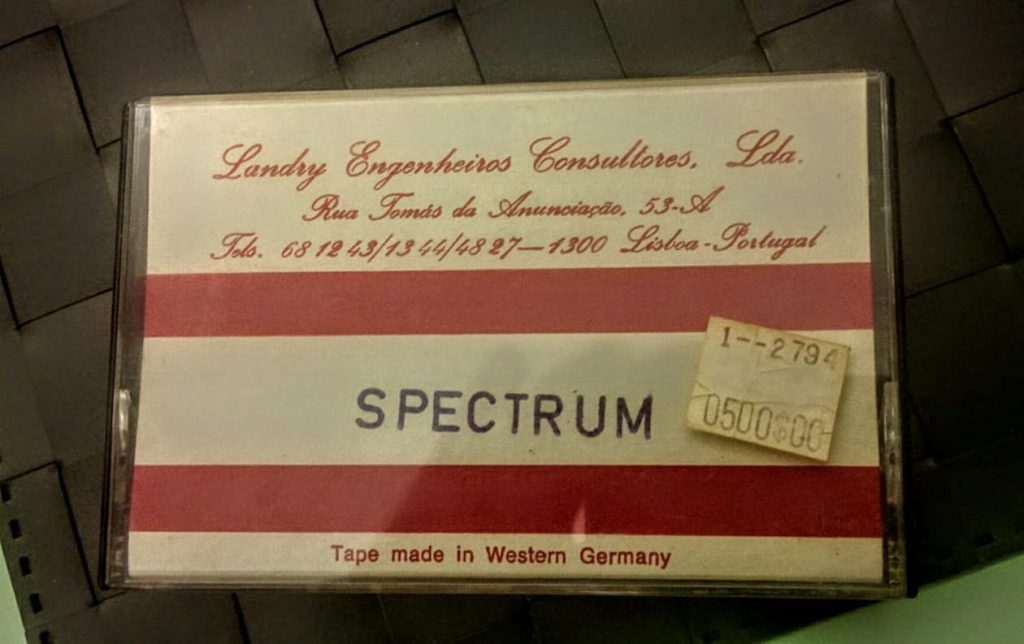 Landry Engenheiros Consultores, Lda.
Rua Tomás da Anunciação, 53-A
Tels. 68 12 43/13 44/48 27—1300 Lisboa-Portugal
SPECTRUM
1--2794
0500$00
Tape made in Western Germany